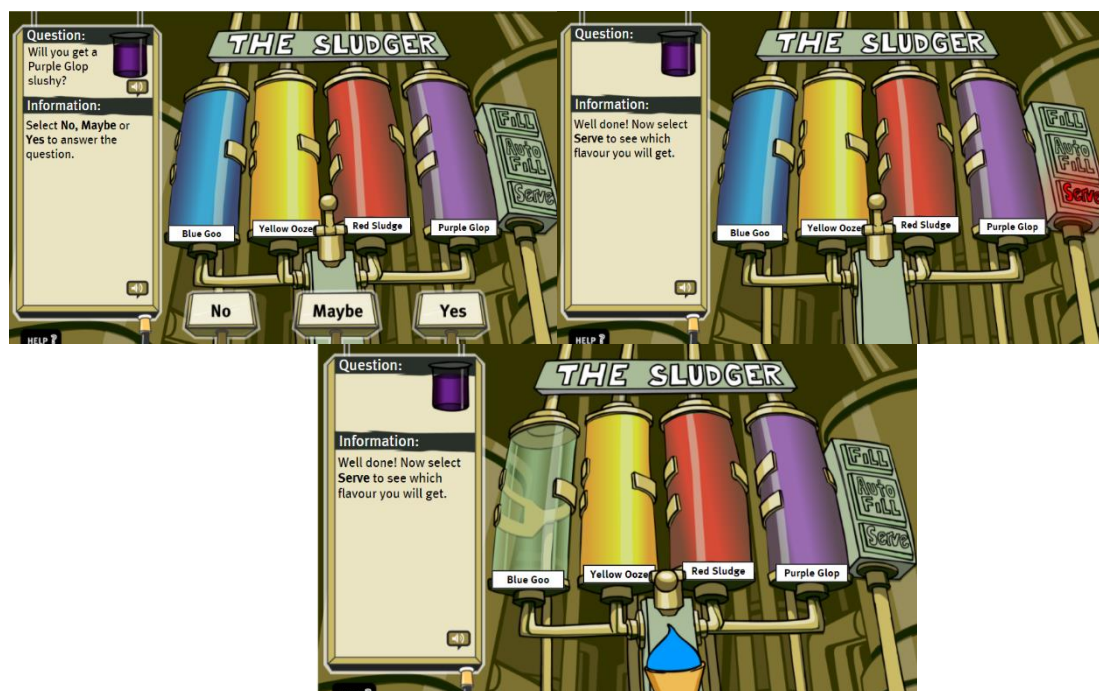 Question:
Will you get a
Purple Glop
slushy?
Information:
Select No, Maybe or
Yes to answer the
question.
THE SLUDGER
Blue Goo
Yellow Ooze
Red Sludge
Purple Glop
FILL
AUTO
FILL
Serve
No
Maybe
Yes
HELP ?
Question:
Information:
Well done! Now select
Serve to see which
flavour you will get.
THE SLUDGER
Blue Goo
Yellow Ooze
Red Sludge
Purple Glop
FILL
AUTO
FILL
Serve
HELP ?
Question:
Information:
Well done! Now select
Serve to see which
flavour you will get.
THE SLUDGER
Blue Goo
Yellow Ooze
Red Sludge
Purple Glop
FILL
AUTO
FILL
Serve